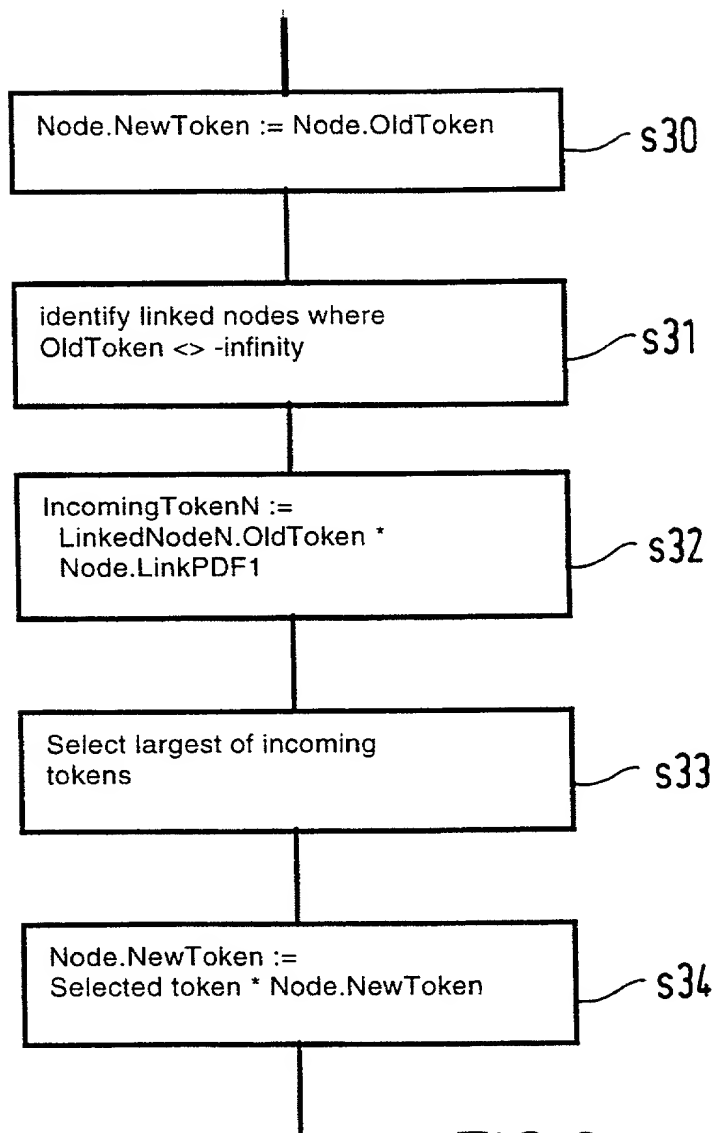 Node.NewToken := Node.OldToken
s30
identify linked nodes where
OldToken <> -infinity
s31
IncomingTokenN :=
LinkedNodeN.OldToken *
Node.LinkPDF1
s32
Select largest of incoming
tokens
s33
Node.NewToken :=
Selected token * Node.NewToken
s34